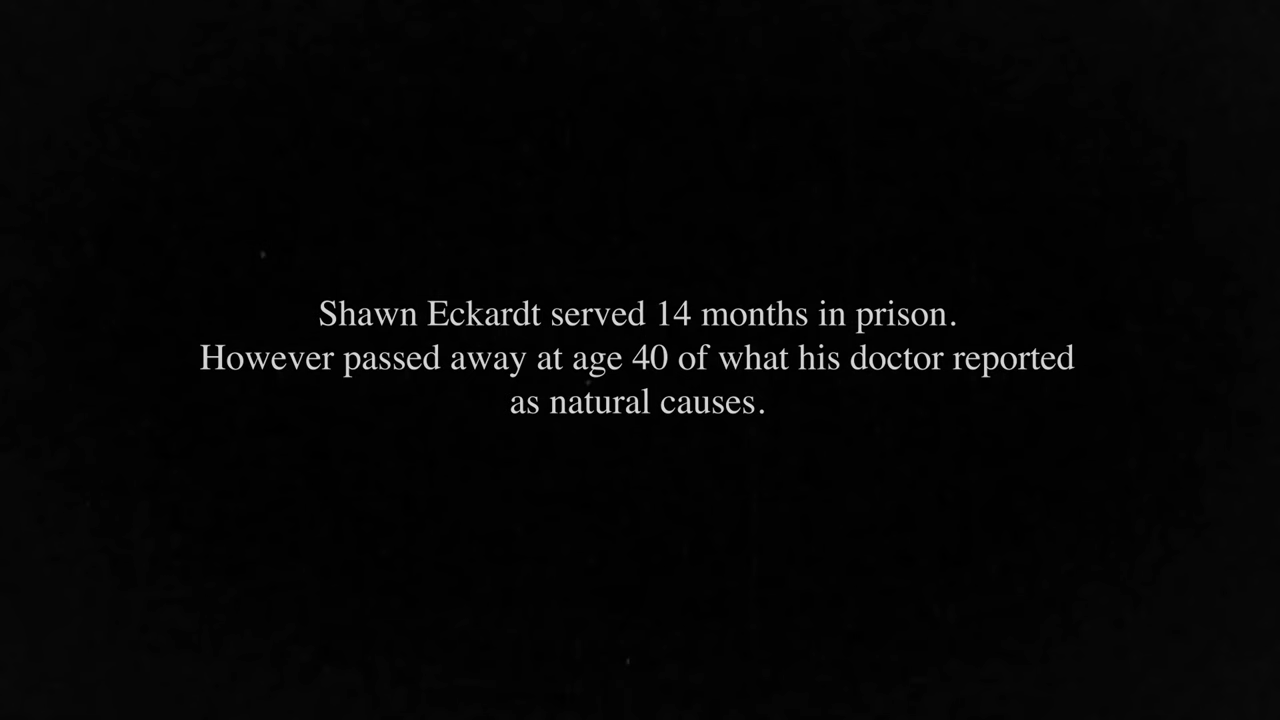 Shawn Eckardt served 14 months in prison.
However passed away at age 40 of what his doctor reported
as natural causes.